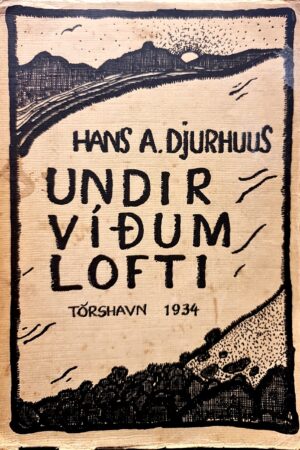 HANS A. DJURHUUS
UNDIR
VÍÐUM
LOFTI
TÓRSHAVN 1934